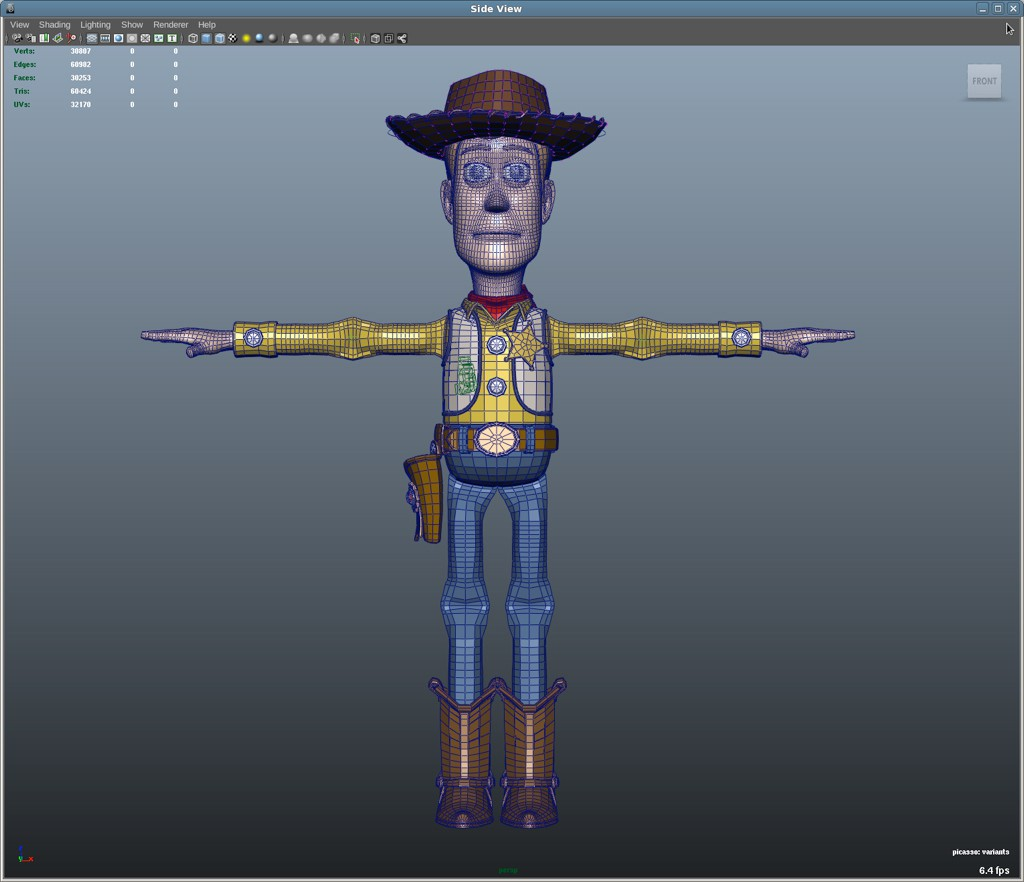 Side View
View Shading Lighting Show Renderer Help
Verts: 30807 0 0
Edges: 60982 0 0
Faces: 30253 0 0
Tris: 60424 0 0
UVs: 32170 0 0
FRONT
picasso: variants
persp
6.4 fps